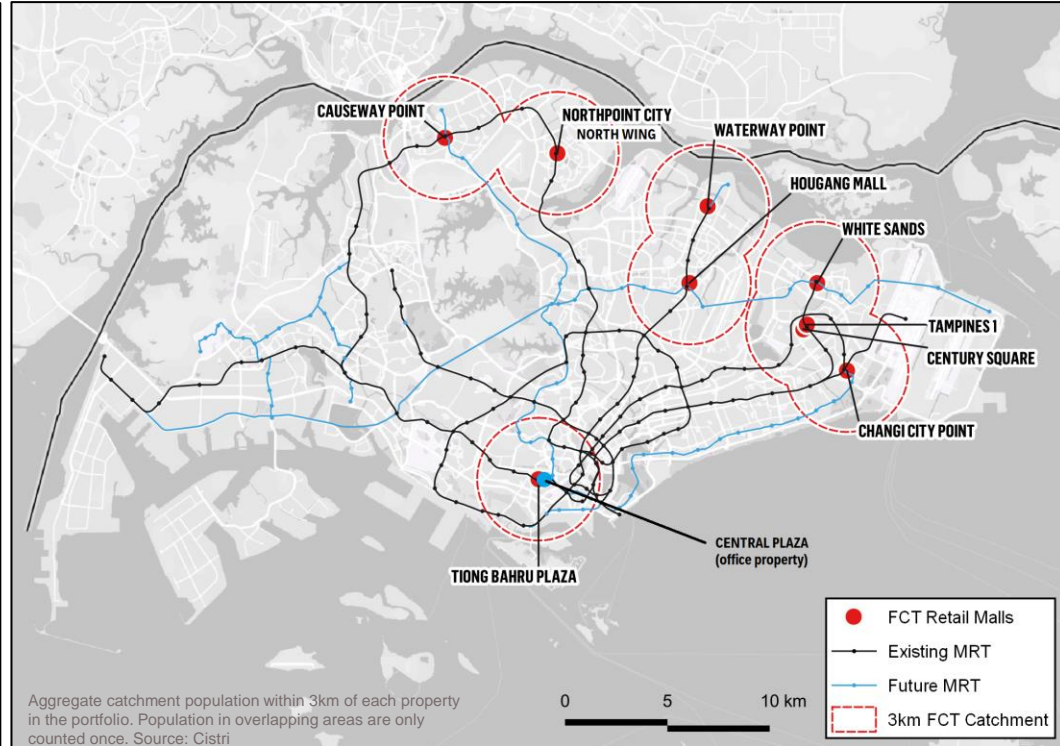 CAUSEWAY POINT
NORTHPOINT CITY
NORTH WING
WATERWAY POINT
HOUGANG MALL
WHITE SANDS
TAMPINES 1
CENTURY SQUARE
CHANGI CITY POINT
CENTRAL PLAZA
(office property)
TIONG BAHRU PLAZA
FCT Retail Malls
Existing MRT
Future MRT
3km FCT Catchment
0 5 10 km
Aggregate catchment population within 3km of each property
in the portfolio. Population in overlapping areas are only
counted once. Source: Cistri